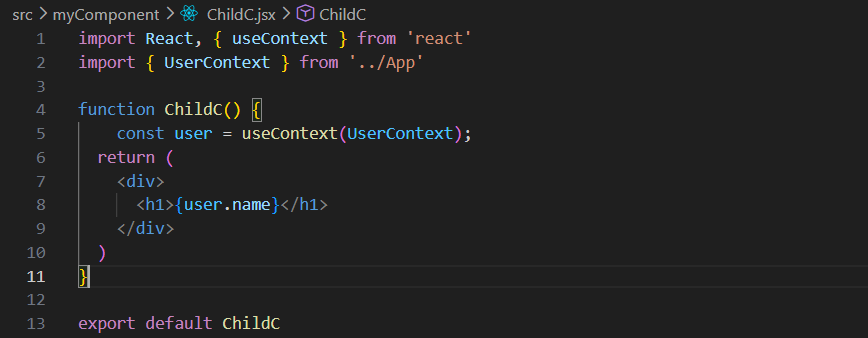 src > myComponent > ChildC.jsx > ChildC
1 import React, { useContext } from 'react'
2 import { UserContext } from '../App'
3
4 function ChildC() {
5     const user = useContext(UserContext);
6   return (
7     <div>
8       <h1>{user.name}</h1>
9     </div>
10   )
11 }
12
13 export default ChildC